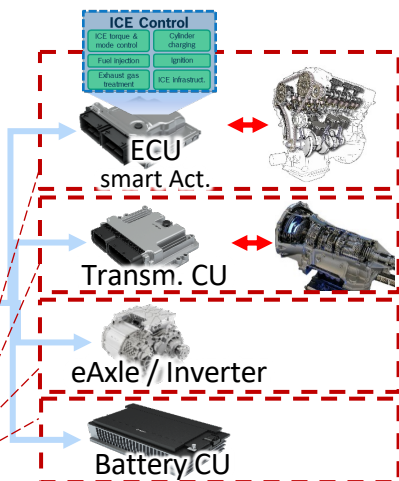 ICE Control
ICE torque &
mode control
Cylinder
charging
Fuel injection
Ignition
Exhaust gas
treatment
ICE infrastruct.
ECU
smart Act.
Transm. CU
eAxle / Inverter
Battery CU